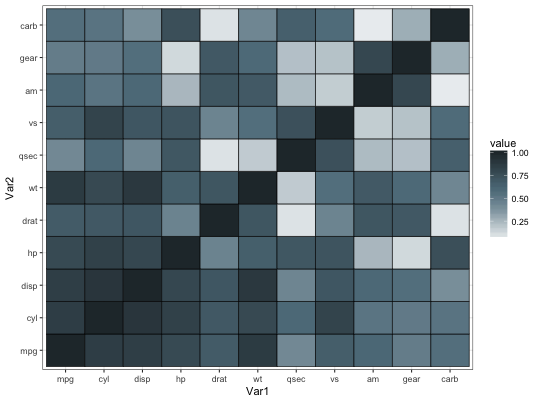 carb
gear
am
vs
qsec
wt
drat
hp
disp
cyl
mpg
Var2
mpg cyl disp hp drat wt qsec vs am gear carb
Var1
value
1.00
0.75
0.50
0.25